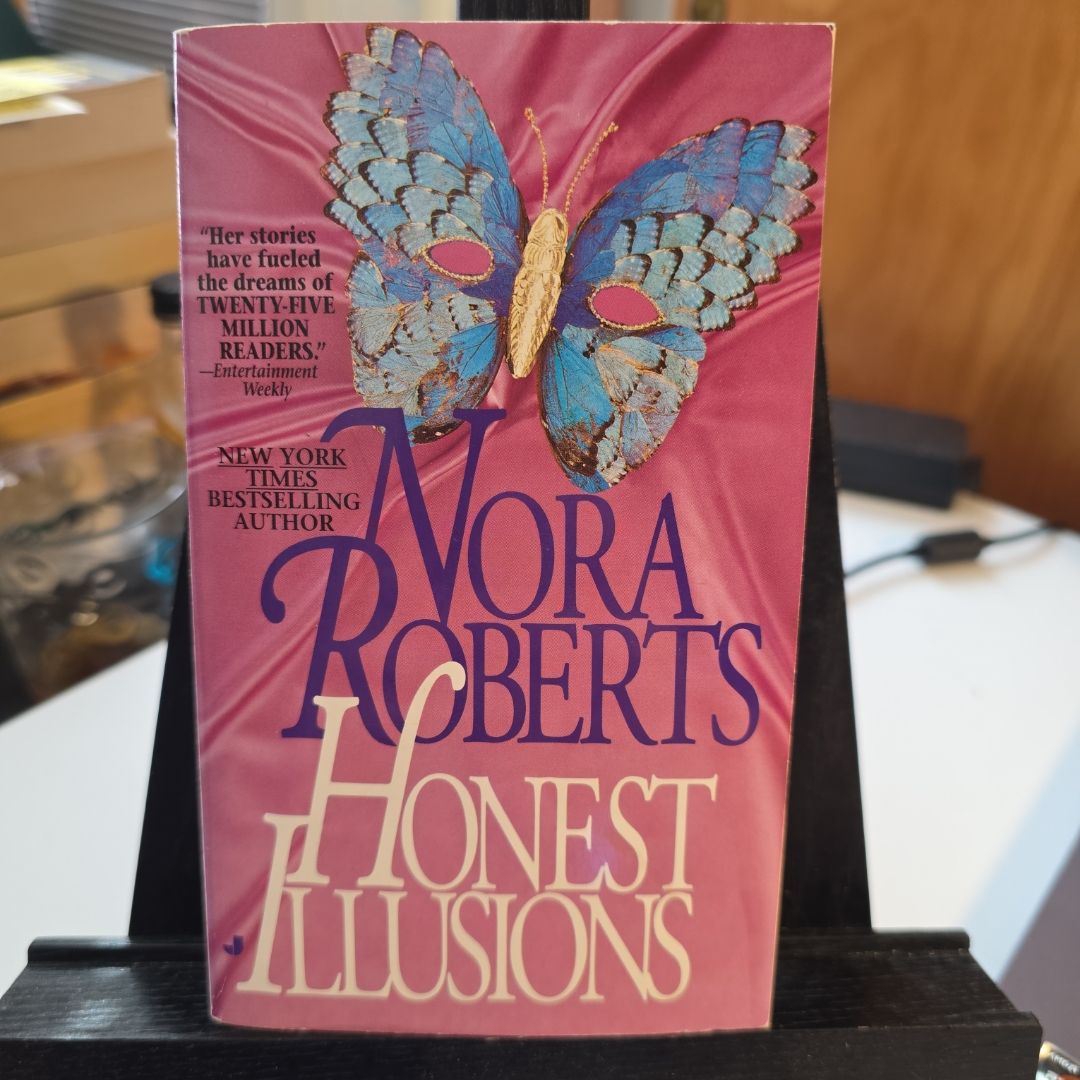 "Her stories
have fueled
the dreams of
TWENTY-FIVE
MILLION
READERS."
—Entertainment
Weekly
NEW YORK
TIMES
BESTSELLING
AUTHOR
NORA
ROBERTS
HONEST
ILLUSIONS
J